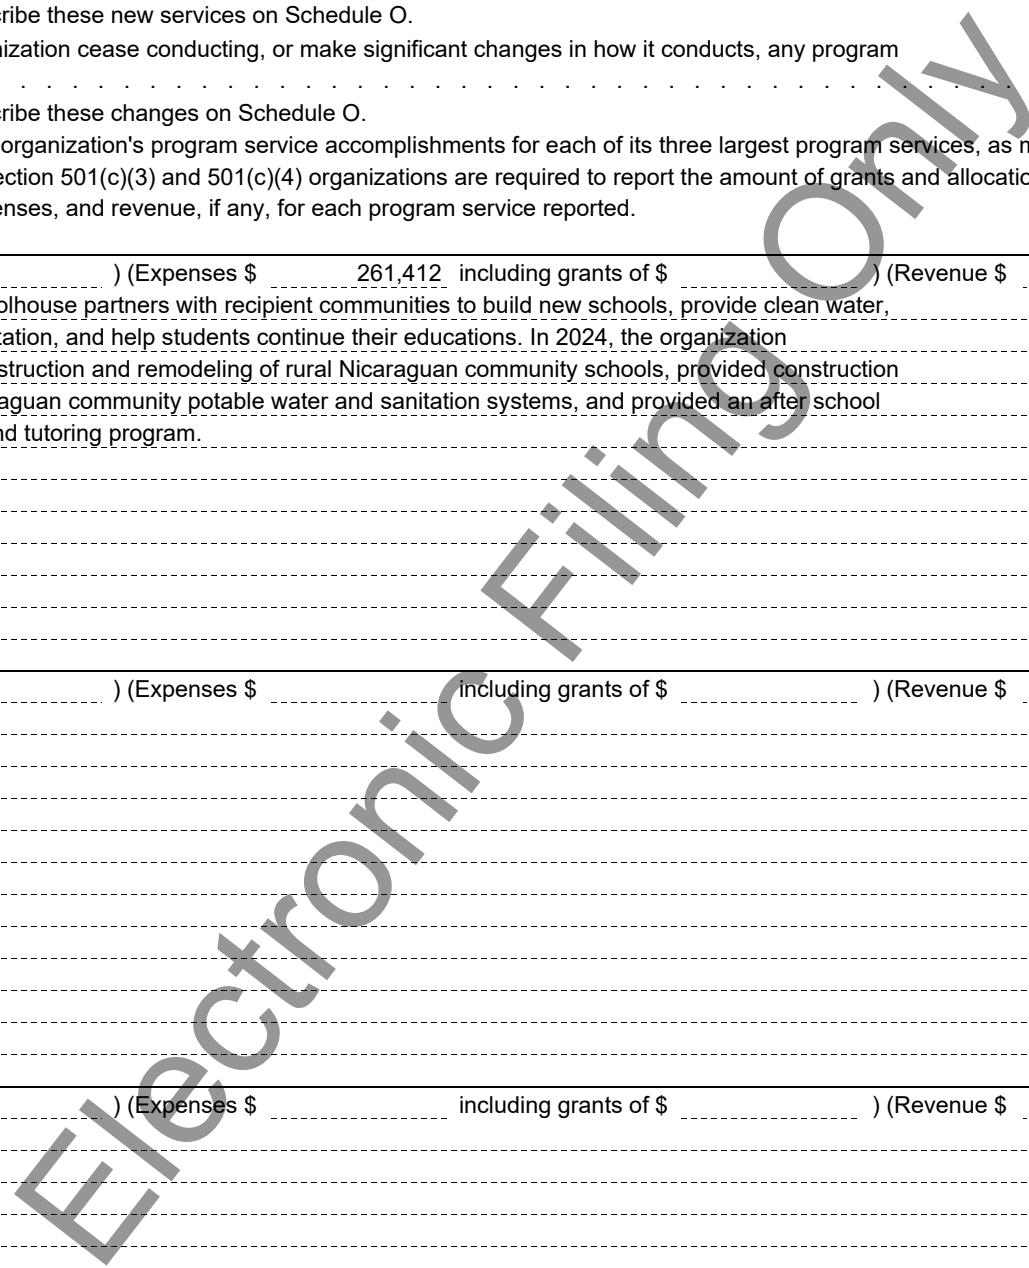 cribe these new services on Schedule O.
nization cease conducting, or make significant changes in how it conducts, any program
. . . . . . . . . . . . . . . . . . . . . . . . . . . . . . . . . . . . . . .
cribe these changes on Schedule O.
organization's program service accomplishments for each of its three largest program services, as m
ection 501(c)(3) and 501(c)(4) organizations are required to report the amount of grants and allocatio
enses, and revenue, if any, for each program service reported.
) (Expenses $ 261,412 including grants of $ ) (Revenue $
olhouse partners with recipient communities to build new schools, provide clean water,
tation, and help students continue their educations. In 2024, the organization
struction and remodeling of rural Nicaraguan community schools, provided construction
aguan community potable water and sanitation systems, and provided an after school
nd tutoring program.
) (Expenses $ including grants of $ ) (Revenue $
) (Expenses $ including grants of $ ) (Revenue $
Electronic Filing Only